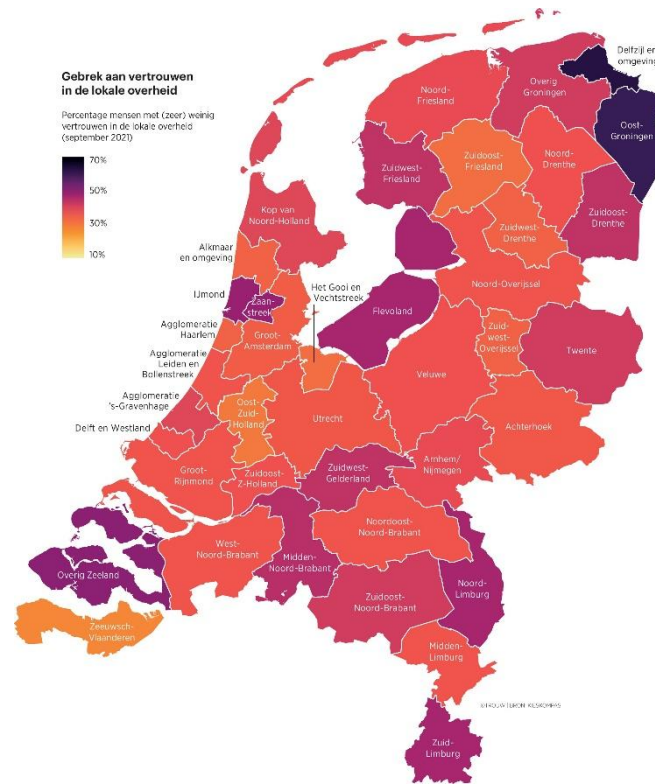 Gebrek aan vertrouwen
in de lokale overheid
Percentage mensen met (zeer) weinig
vertrouwen in de lokale overheid
(september 2021)
70%
50%
30%
10%
Delfzijl en
omgeving
Overig
Groningen
Noord-
Friesland
Oost-
Groningen
Zuidwest-
Friesland
Zuidoost-
Friesland
Noord-
Drenthe
Zuidoost-
Drenthe
Zuidwest-
Drenthe
Kop van
Noord-Holland
Alkmaar
en omgeving
Het Gooi en
Vechtstreek
Noord-Overijssel
IJmond
Zaan-
streek
Flevoland
Agglomeratie
Haarlem
Groot-
Amsterdam
Zuid-
west-
Overijssel
Twente
Agglomeratie
Leiden en
Bollenstreek
Veluwe
Agglomeratie
's-Gravenhage
Oost-
Zuid-
Holland
Utrecht
Achterhoek
Delft en Westland
Arnhem/
Nijmegen
Groot-
Rijnmond
Zuidoost-
Z-Holland
Zuidwest-
Gelderland
West-
Noord-Brabant
Noordoost-
Noord-Brabant
Midden-
Noord-Brabant
Overig Zeeland
Noord-
Limburg
Zuidoost-
Noord-Brabant
Zeeuwsch-
Vlaanderen
Midden-
Limburg
Zuid-
Limburg